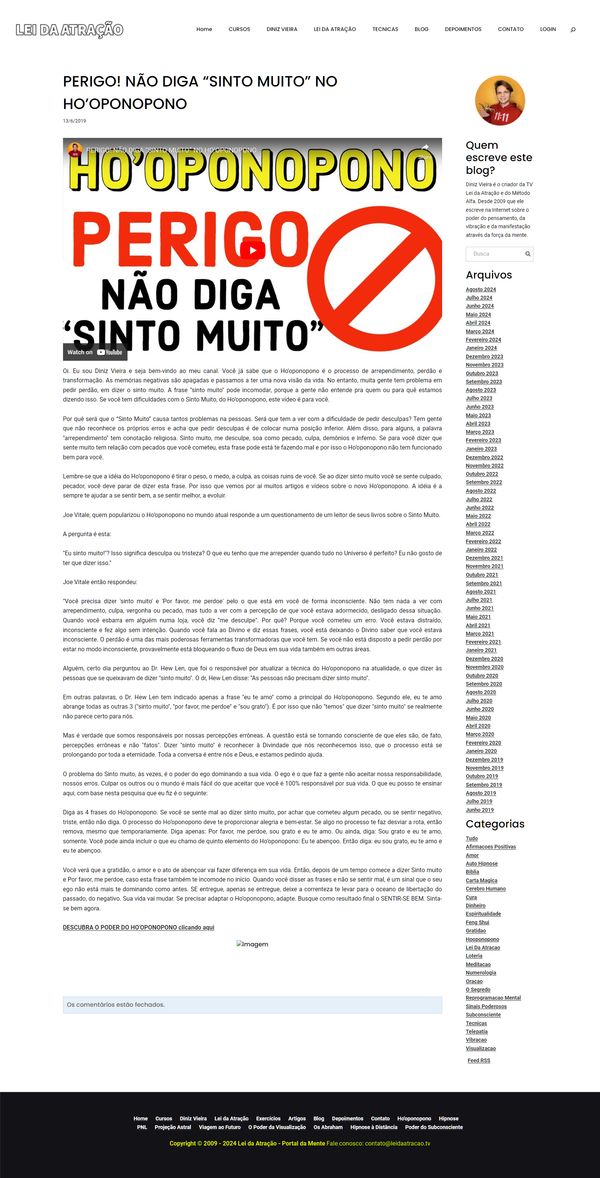 LEI DA ATRAÇÃO
Home CURSOS DINIZ VIEIRA LEI DA ATRAÇÃO TECNICAS BLOG DEPOIMENTOS CONTATO LOGIN
PERIGO! NÃO DIGA “SINTO MUITO” NO
HO’OPONOPONO
13/6/2019
PERIGO! NÃO DIGA "SINTO MUITO" NO HO'OPONOPONO
HO’OPONOPONO
PERIGO
NÃO DIGA
‘SINTO MUITO”
Watch on YouTube
Oi. Eu sou Diniz Vieira e seja bem-vindo ao meu canal. Você já sabe que o Ho'oponopono é o processo de arrependimento, perdão e
transformação. As memórias negativas são apagadas e passamos a ter uma nova visão da vida. No entanto, muita gente tem problema em
pedir perdão, em dizer o sinto muito. A frase "sinto muito" pode incomodar, porque a gente não entende pra quem ou para quê estamos
dizendo isso. Se você tem dificuldades com o Sinto Muito, do Ho'oponopono, este vídeo é para você.
Por quê será que o "Sinto Muito" causa tantos problemas na pessoas. Será que tem a ver com a dificuldade de pedir desculpas? Tem gente
que não reconhece os próprios erros e acha que pedir desculpas é de colocar numa posição inferior. Além disso, para alguns, a palavra
"arrependimento" tem conotação religiosa. Sinto muito, me desculpe, soa como pecado, culpa, demônios e inferno. Se para você dizer que
sente muito tem relação com pecados que você cometeu, esta frase pode está te fazendo mal e por isso o Ho'oponopono não tem funcionado
bem para você.
Lembre-se que a idéia do Ho'oponopono é tirar o peso, o medo, a culpa, as coisas ruins de você. Se ao dizer sinto muito você se sente culpado,
pecador, você deve parar de dizer esta frase. Por isso que vemos por aí muitos artigos e vídeos sobre o novo Ho'oponopono. A idéia é a
sempre te ajudar a se sentir bem, a se sentir melhor, a evoluir.
Joe Vitale, quem popularizou o Ho'oponopono no mundo atual responde a um questionamento de um leitor de seus livros sobre o Sinto Muito.
A pergunta é esta:
"Eu sinto muito!"? Isso significa desculpa ou tristeza? O que eu tenho que me arrepender quando tudo no Universo é perfeito? Eu não gosto de
ter que dizer isso."
Joe Vitale então respondeu:
"Você precisa dizer 'sinto muito' e 'Por favor, me perdoe' pelo o que está em você de forma inconsciente. Não tem nada a ver com
arrependimento, culpa, vergonha ou pecado, mas tudo a ver com a percepção de que você estava adormecido, desligado dessa situação.
Quando você esbarra em alguém numa loja, você diz "me desculpe". Por quê? Porque você cometeu um erro. Você estava distraído,
inconsciente e fez algo sem intenção. Quando você fala ao Divino e diz essas frases, você está deixando o Divino saber que você estava
inconsciente. O perdão é uma das mais poderosas ferramentas transformadoras que você tem. Se você não está disposto a pedir perdão por
estar no modo inconsciente, provavelmente está bloqueando o fluxo de Deus em sua vida também em outras áreas.
Alguém, certo dia perguntou ao Dr. Hew Len, que foi o responsável por atualizar a técnica do Ho'oponopono na atualidade, o que dizer às
pessoas que se queixavam de dizer "sinto muito". O dr, Hew Len disse: "As pessoas não precisam dizer sinto muito".
Em outras palavras, o Dr. Hew Len tem indicado apenas a frase "eu te amo" como a principal do Ho'oponopono. Segundo ele, eu te amo
abrange todas as outras 3 ("sinto muito", "por favor, me perdoe" e "sou grato"). É por isso que não "temos" que dizer "sinto muito" se realmente
não parece certo para nós.
Mas é verdade que somos responsáveis por nossas percepções errôneas. A questão está se tornando consciente de que eles são, de fato,
percepções errôneas e não "fatos". Dizer "sinto muito" é reconhecer à Divindade que nós reconhecemos isso, que o processo está se
prolongando por toda a eternidade. Toda a conversa é entre nós e Deus, e estamos pedindo ajuda.
O problema do Sinto muito, às vezes, é o poder do ego dominando a sua vida. O ego é o que faz a gente não aceitar nossa responsabilidade,
nossos erros. Culpar os outros ou o mundo é mais fácil do que aceitar que você é 100% responsável por sua vida. O que eu posso te ensinar
aqui, com base nesta pesquisa que eu fiz é o seguinte:
Diga as 4 frases do Ho'oponopono. Se você se sente mal ao dizer sinto muito, por achar que cometeu algum pecado, ou se sentir negativo,
triste, então não diga. O processo do Ho'oponopono deve te proporcionar alegria e bem-estar. Se algo no processo te faz desviar a rota, então
remova, mesmo que temporariamente. Diga apenas: Por favor, me perdoe, sou grato e eu te amo. Ou ainda, diga: Sou grato e eu te amo,
somente. Você pode ainda incluir o que eu chamo de quinto elemento do Ho'oponopono: Eu te abençoo. Então diga: eu sou grato, eu te amo e
eu te abençoo.
Você verá que a gratidão, o amor e o ato de abençoar vai fazer diferença em sua vida. Então, depois de um tempo comece a dizer Sinto muito
e Por favor, me perdoe, caso esta frase também te incomode no início. Quando você disser as frases e não se sentir mal, é um sinal que o seu
ego não está mais te dominando como antes. SE entregue, apenas se entregue, deixe a correnteza te levar para o oceano de libertação do
passado, do negativo. Sua vida vai mudar. Se precisar adaptar o Ho'oponopono, adapte. Busque como resultado final o SENTIR-SE BEM. Sinta-
se bem agora.
DESCUBRA O PODER DO HO'OPONOPONO clicando aqui
Imagem
Os comentários estão fechados.
11:11
Quem
escreve este
blog?
Diniz Vieira é o criador da TV
Lei da Atração e do Método
Alfa. Desde 2009 que ele
escreve na Internet sobre o
poder do pensamento, da
vibração e da manifestação
através da força da mente.
Busca
Arquivos
Agosto 2024
Julho 2024
Junho 2024
Maio 2024
Abril 2024
Março 2024
Fevereiro 2024
Janeiro 2024
Dezembro 2023
Novembro 2023
Outubro 2023
Setembro 2023
Agosto 2023
Julho 2023
Junho 2023
Maio 2023
Abril 2023
Março 2023
Fevereiro 2023
Janeiro 2023
Dezembro 2022
Novembro 2022
Outubro 2022
Setembro 2022
Agosto 2022
Julho 2022
Junho 2022
Maio 2022
Abril 2022
Março 2022
Fevereiro 2022
Janeiro 2022
Dezembro 2021
Novembro 2021
Outubro 2021
Setembro 2021
Agosto 2021
Julho 2021
Junho 2021
Maio 2021
Abril 2021
Março 2021
Fevereiro 2021
Janeiro 2021
Dezembro 2020
Novembro 2020
Outubro 2020
Setembro 2020
Agosto 2020
Julho 2020
Junho 2020
Maio 2020
Abril 2020
Março 2020
Fevereiro 2020
Janeiro 2020
Dezembro 2019
Novembro 2019
Outubro 2019
Setembro 2019
Agosto 2019
Julho 2019
Junho 2019
Categorias
Tudo
Afirmacoes Positivas
Amor
Auto Hipnose
Biblia
Carta Magica
Cerebro Humano
Cura
Dinheiro
Espiritualidade
Feng Shui
Gratidao
Hooponopono
Lei Da Atracao
Loteria
Meditacao
Numerologia
Oracao
O Segredo
Reprogramacao Mental
Sinais Poderosos
Subconsciente
Tecnicas
Telepatia
Vibracao
Visualizacao
Feed RSS
Home Cursos Diniz Vieira Lei da Atração Exercícios Artigos Blog Depoimentos Contato Ho'oponopono Hipnose
PNL Projeção Astral Viagem ao Futuro O Poder da Visualização Os Abraham Hipnose à Distância Poder do Subconsciente
Copyright © 2009 - 2024 Lei da Atração - Portal da Mente Fale conosco: contato@leidaatracao.tv